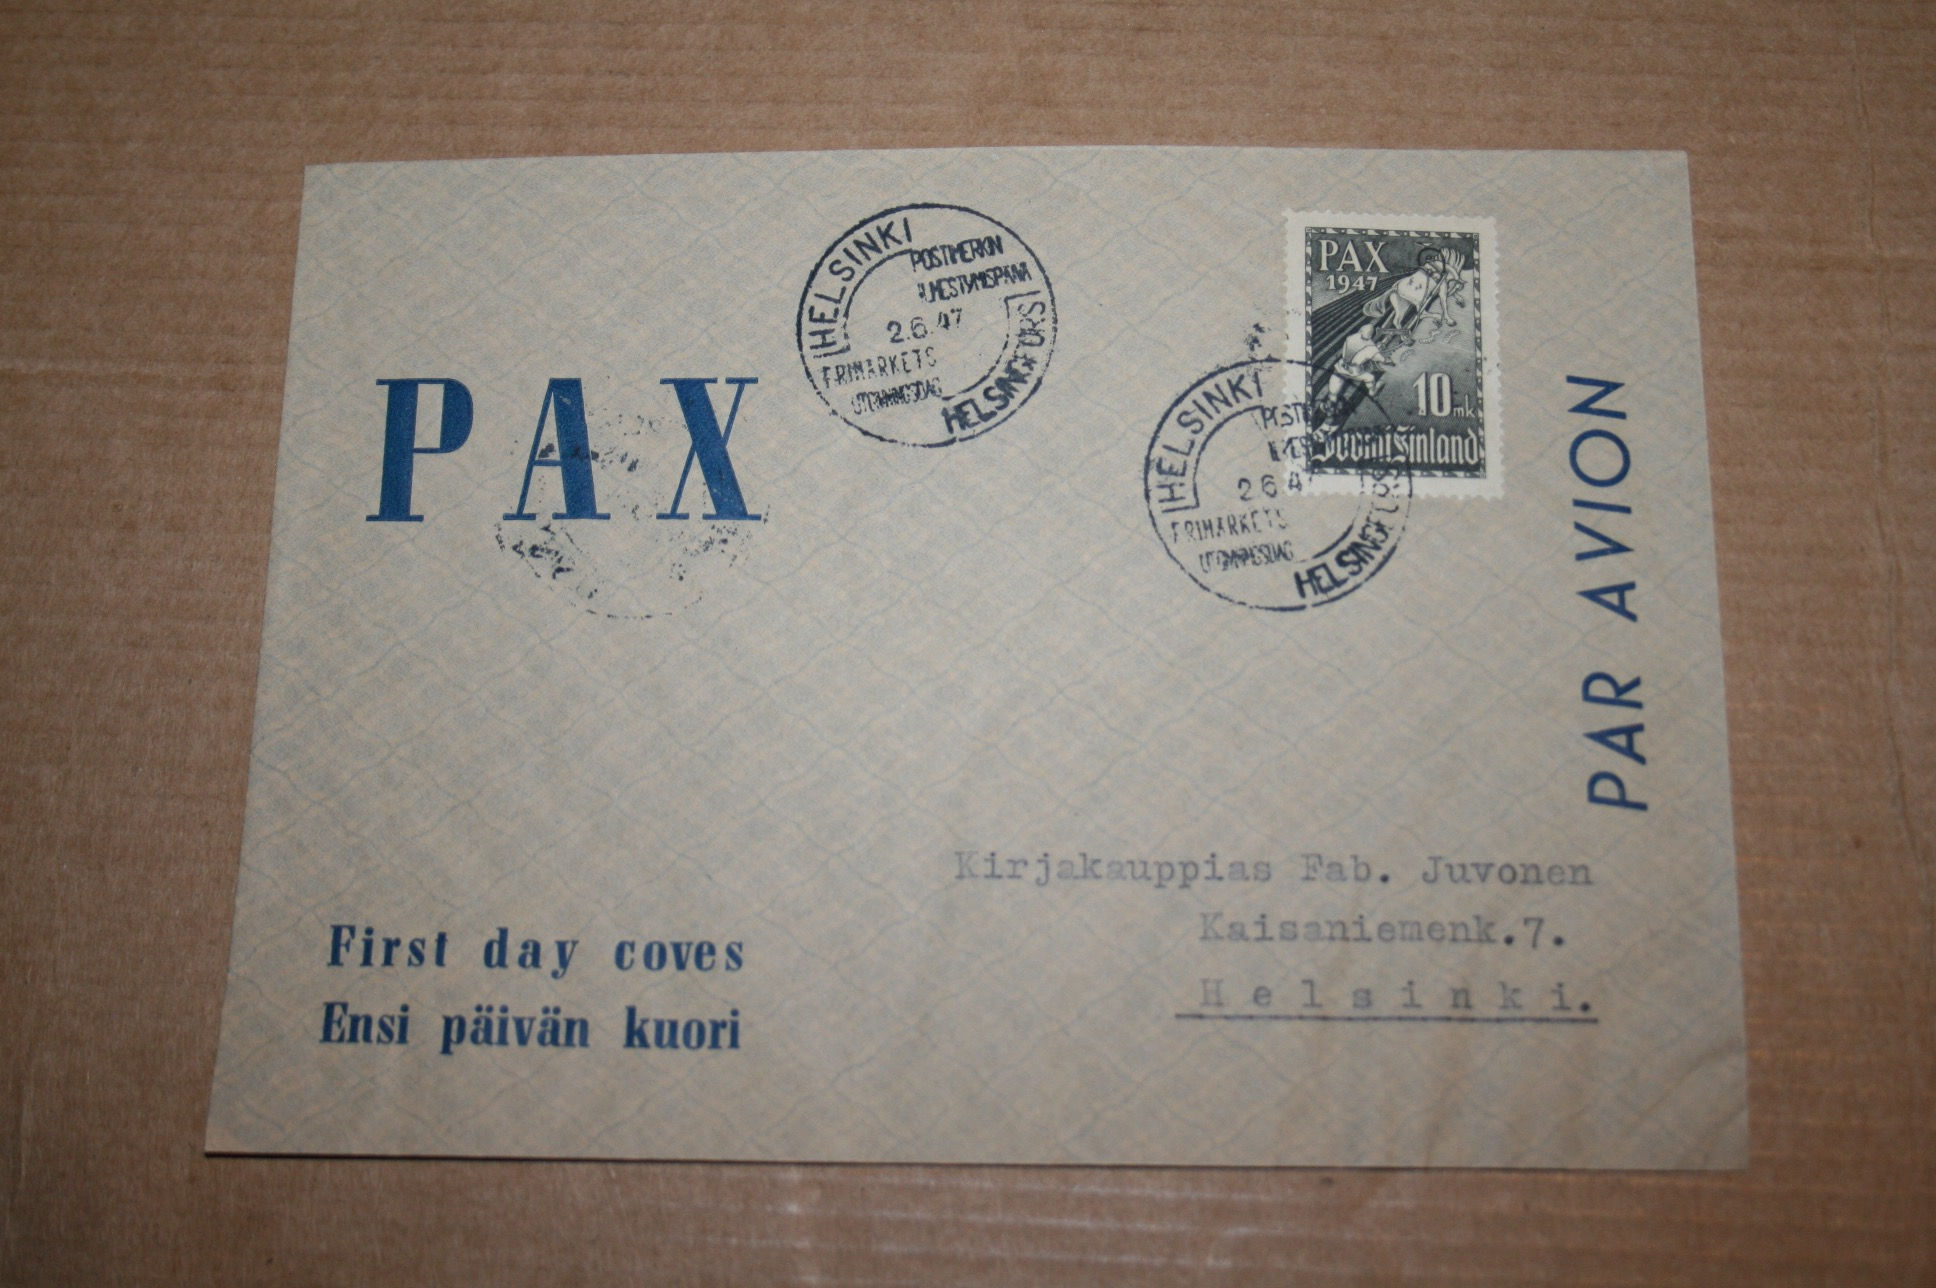 PAX
HELSINKI
POSTIMERKIN
ILMESTYMISPÄIVÄ
2.6.47
FRIMÄRKETS
UTGIVNINGSDAG
HELSINGFORS
PAX
1947
10 mk
Suomi Finland
HELSINKI
2 6 47
FRIMÄRKETS
UTGIVNINGSDAG
HELSINGFORS
PAR AVION
Kirjakauppias Fab. Juvonen
Kaisaniemenk.7.
Helsinki.
First day coves
Ensi päivän kuori